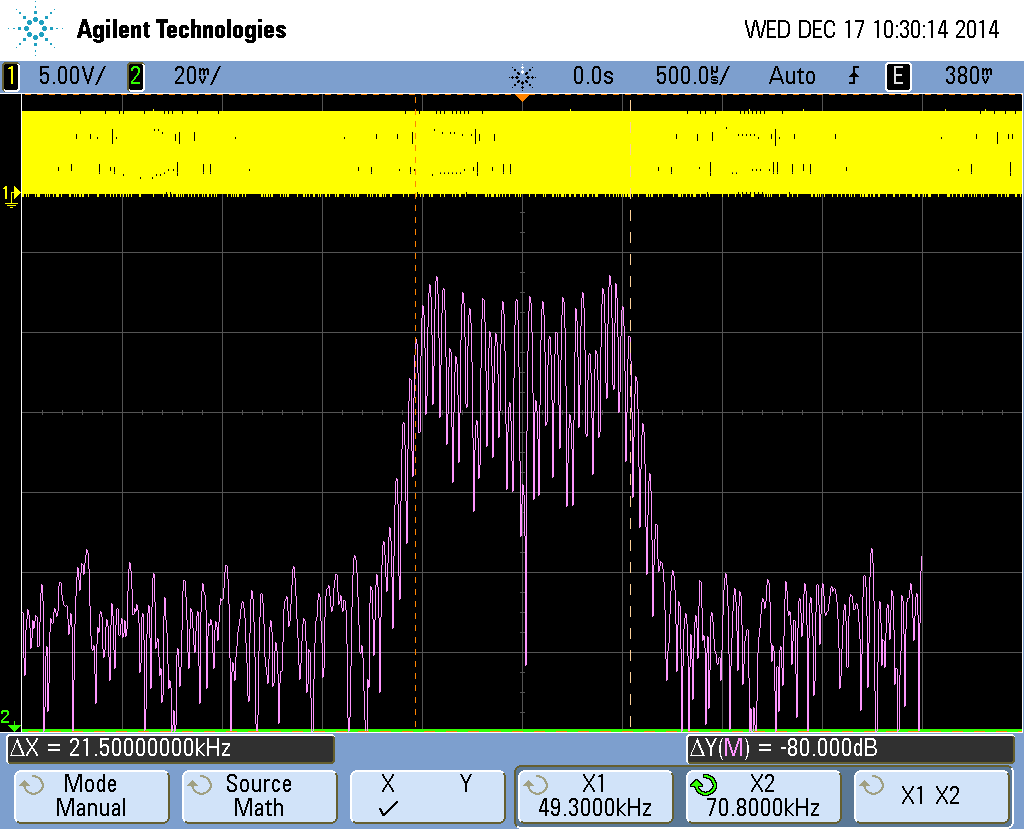 Agilent Technologies WED DEC 17 10:30:14 2014
1 5.00V/ 2 20mV/ 0.0s 500.0µs/ Auto E 380mV
1
2
ΔX = 21.50000000kHz ΔY(M) = -80.000dB
Mode Source X Y X1 X2 X1 X2
Manual Math ✓ 49.3000kHz 70.8000kHz